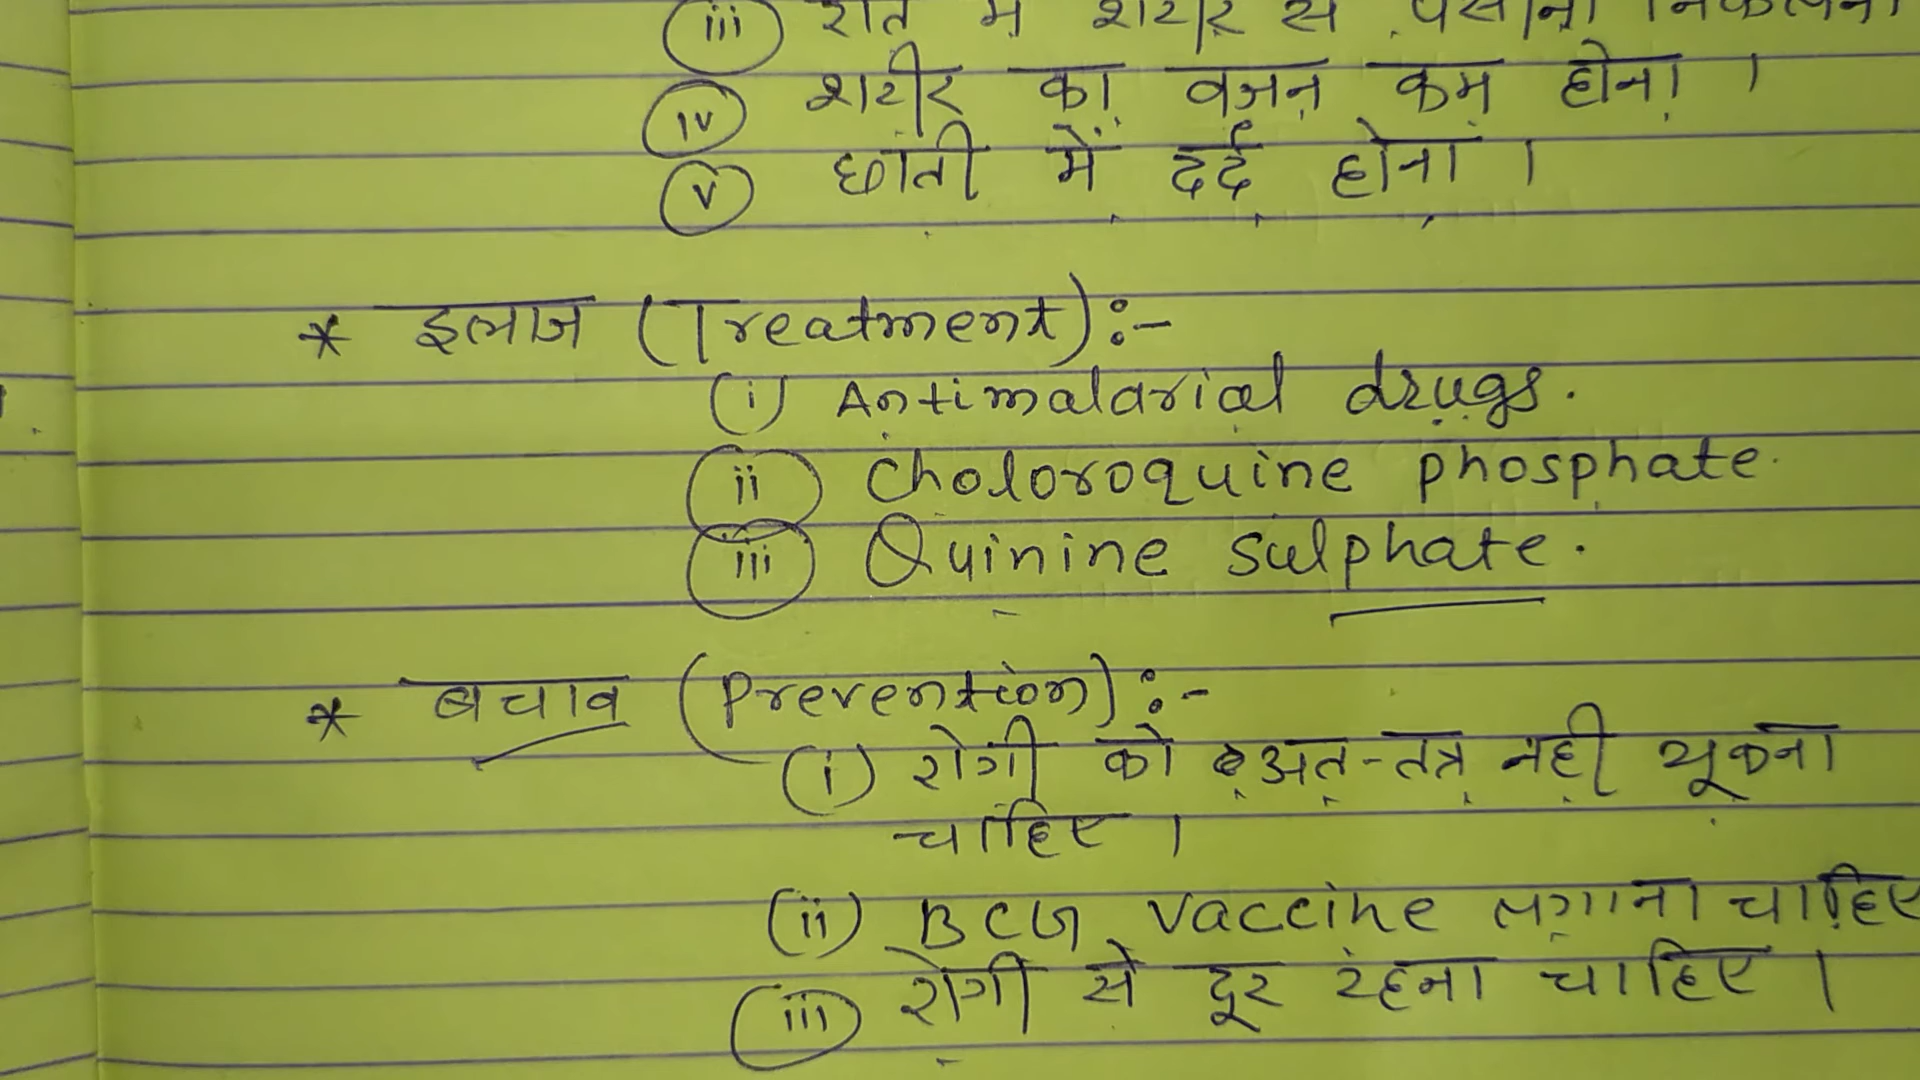 (iii) रात में शरीर से पसीना निकलना
(iv) शरीर का वजन कम होना ।
(v) छाती में दर्द होना ।
* इलाज (Treatment):-
(i) Antimalarial drugs.
(ii) Choloroquine phosphate.
(iii) Quinine sulphate.
* बचाव (Prevention):-
(i) रोगी को अत्र-तत्र नही थूकना
चाहिए ।
(ii) BCG vaccine लगाना चाहिए
(iii) रोगी से दूर रहना चाहिए ।